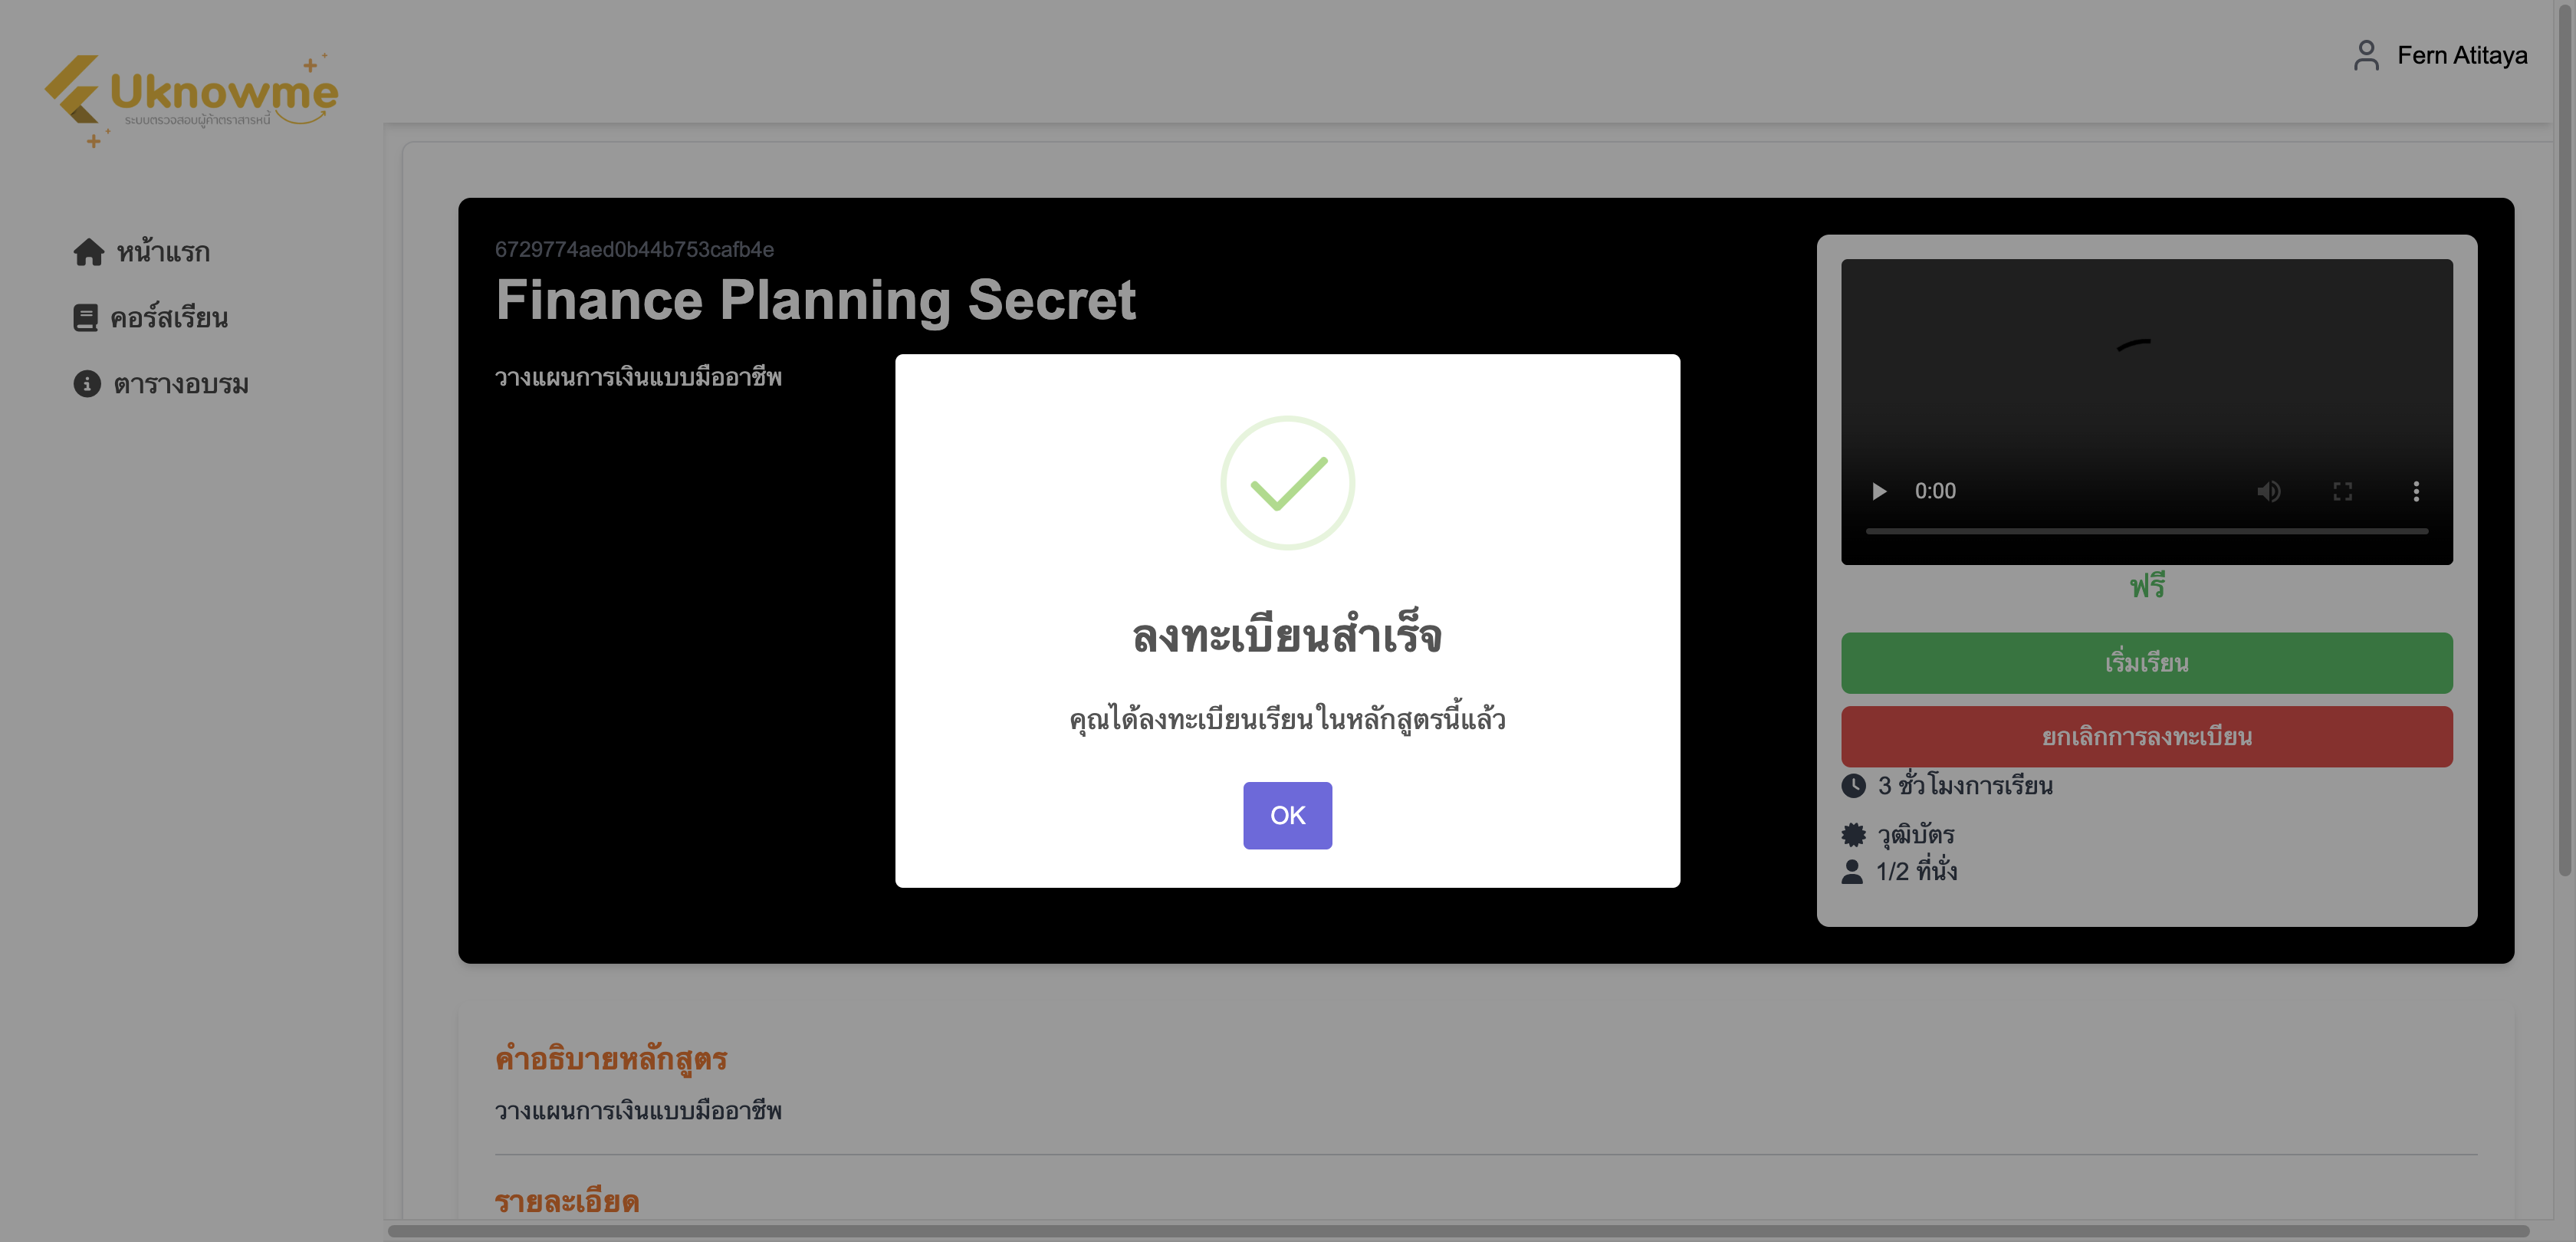 Uknowme
ระบบตรวจสอบผู้ค้าตราสารหนี้
Fern Atitaya
หน้าแรก
คอร์สเรียน
ตารางอบรม
6729774aed0b44b753cafb4e
Finance Planning Secret
วางแผนการเงินแบบมืออาชีพ
0:00
ฟรี
เริ่มเรียน
ยกเลิกการลงทะเบียน
3 ชั่วโมงการเรียน
วุฒิบัตร
1/2 ที่นั่ง
ลงทะเบียนสำเร็จ
คุณได้ลงทะเบียนเรียนในหลักสูตรนี้แล้ว
OK
คำอธิบายหลักสูตร
วางแผนการเงินแบบมืออาชีพ
รายละเอียด